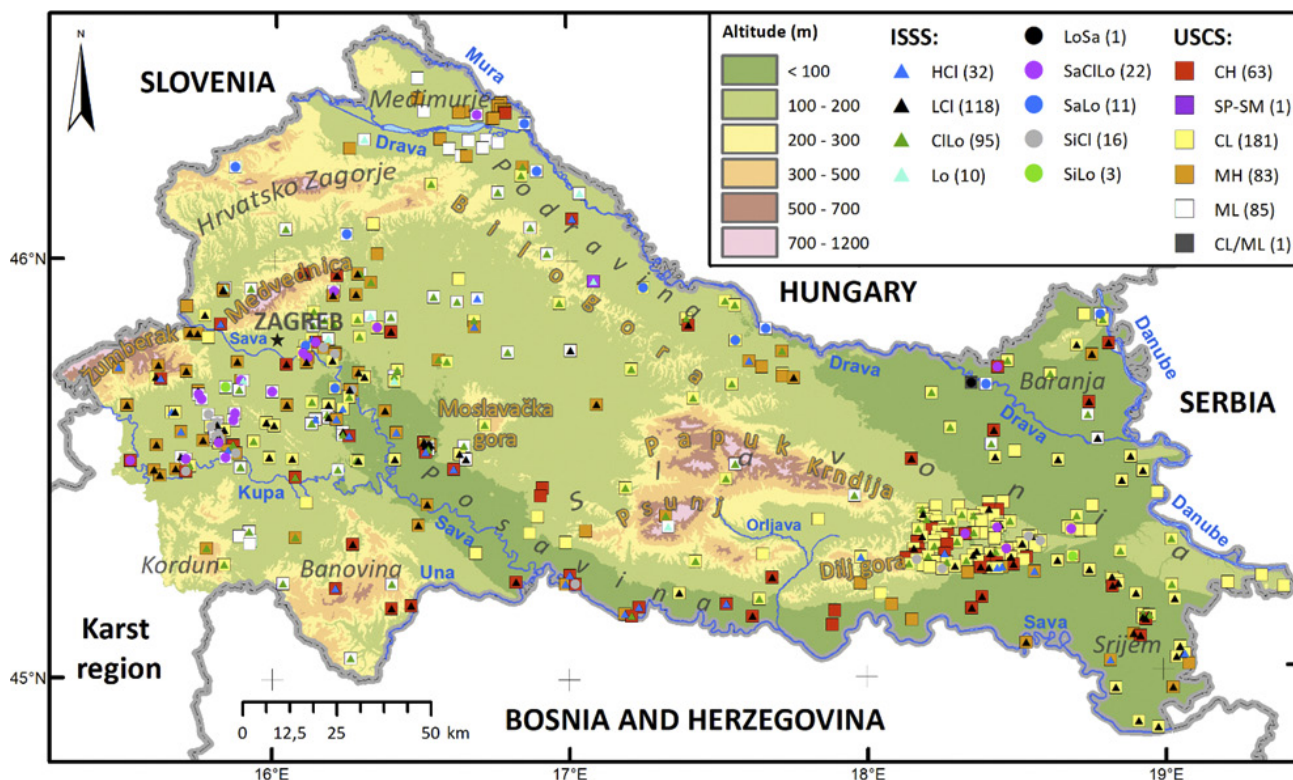 N
SLOVENIA
Mura
Međimurje
Drava
Hrvatsko Zagorje
Podravina
Bilogora
46°N
Medvednica
ZAGREB
Sava
Žumberak
HUNGARY
Drava
Danube
Baranja
SERBIA
Drava
Moslavačka
gora
Papuk
Krndija
Slavonija
Psunj
Kupa
Posavina
Sava
Orljava
Danube
Dilj gora
Kordun
Banovina
Una
Karst
region
Sava
Srijem
45°N
BOSNIA AND HERZEGOVINA
0 12,5 25 50 km
16°E
17°E
18°E
19°E
Altitude (m)
< 100
100 - 200
200 - 300
300 - 500
500 - 700
700 - 1200
ISSS:
HCl (32)
LCl (118)
ClLo (95)
Lo (10)
LoSa (1)
SaClLo (22)
SaLo (11)
SiCl (16)
SiLo (3)
USCS:
CH (63)
SP-SM (1)
CL (181)
MH (83)
ML (85)
CL/ML (1)